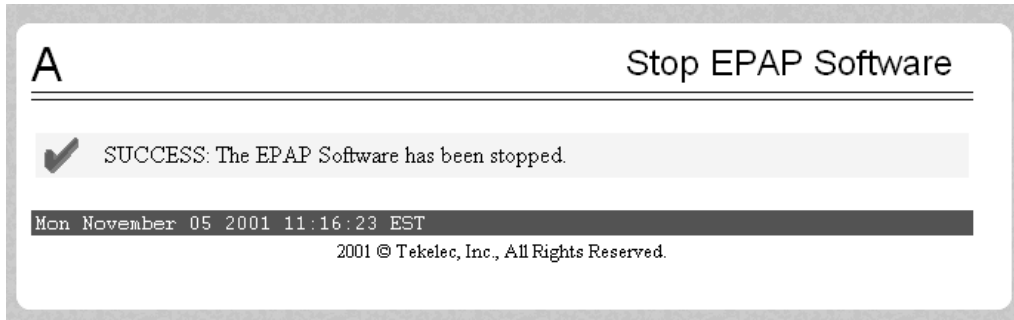 A Stop EPAP Software
SUCCESS: The EPAP Software has been stopped.
Mon November 05 2001 11:16:23 EST
2001 © Tekelec, Inc., All Rights Reserved.